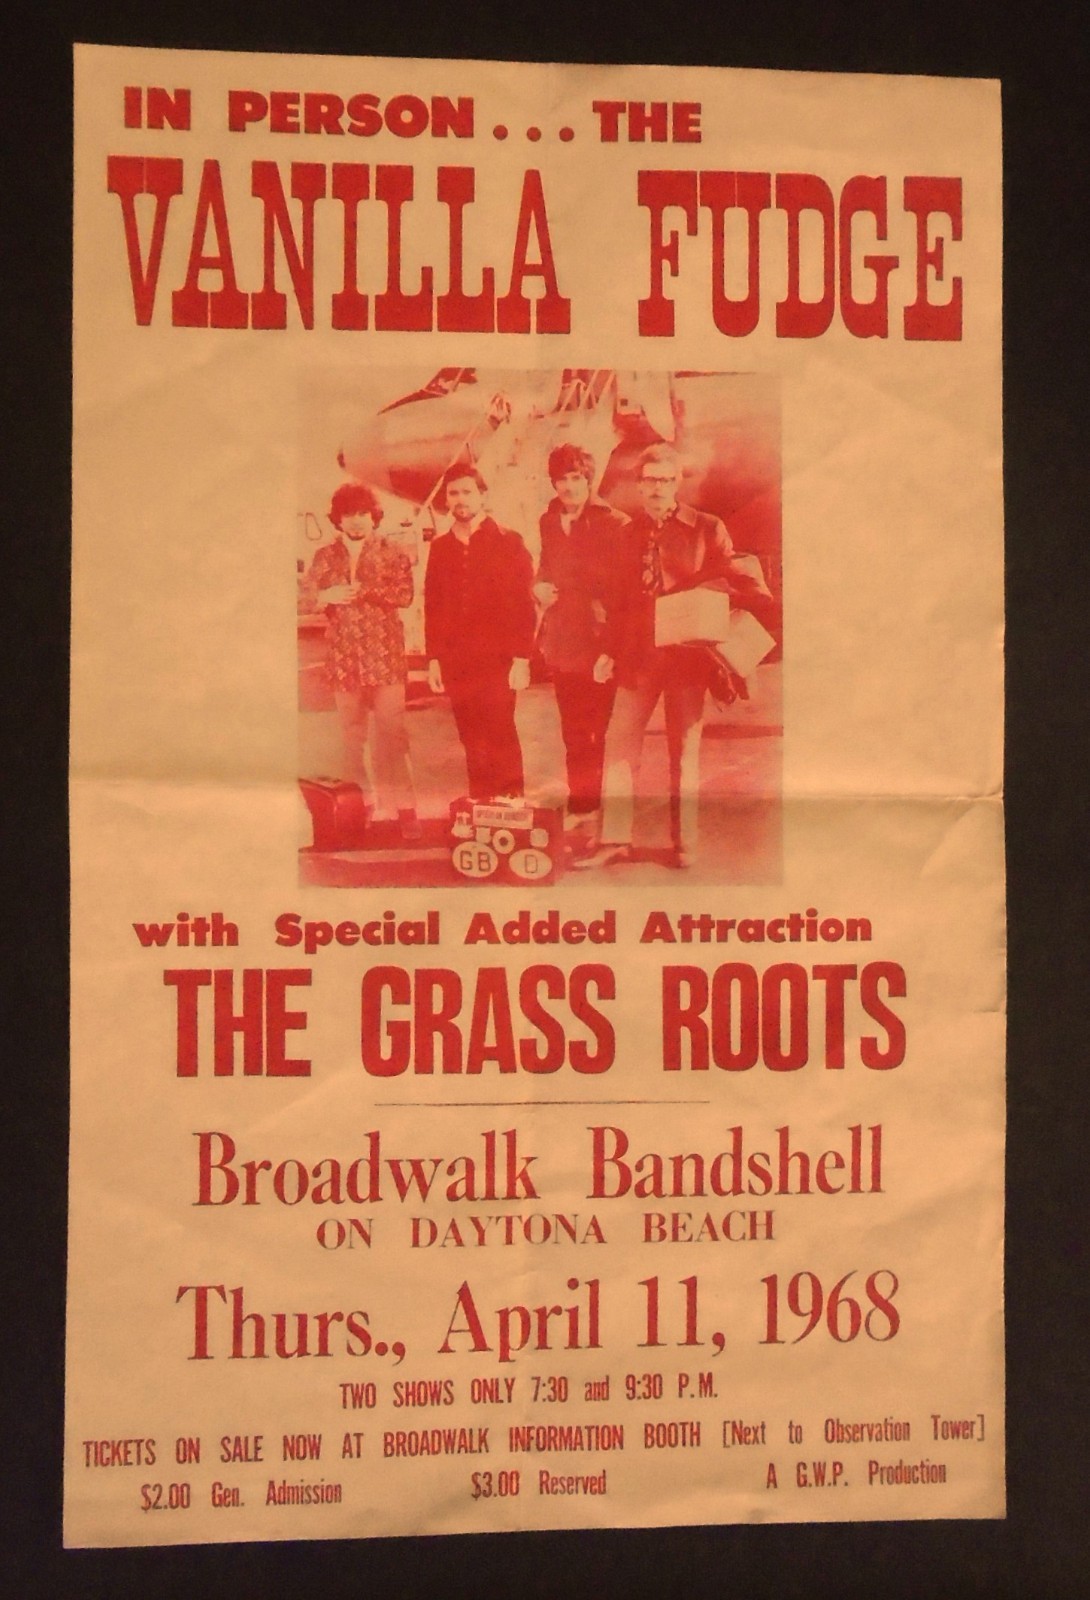 IN PERSON . . . THE
VANILLA FUDGE
GB D
with Special Added Attraction
THE GRASS ROOTS
Broadwalk Bandshell
ON DAYTONA BEACH
Thurs., April 11, 1968
TWO SHOWS ONLY 7:30 and 9:30 P.M.
TICKETS ON SALE NOW AT BROADWALK INFORMATION BOOTH [Next to Observation Tower]
$2.00 Gen. Admission $3.00 Reserved A G.W.P. Production